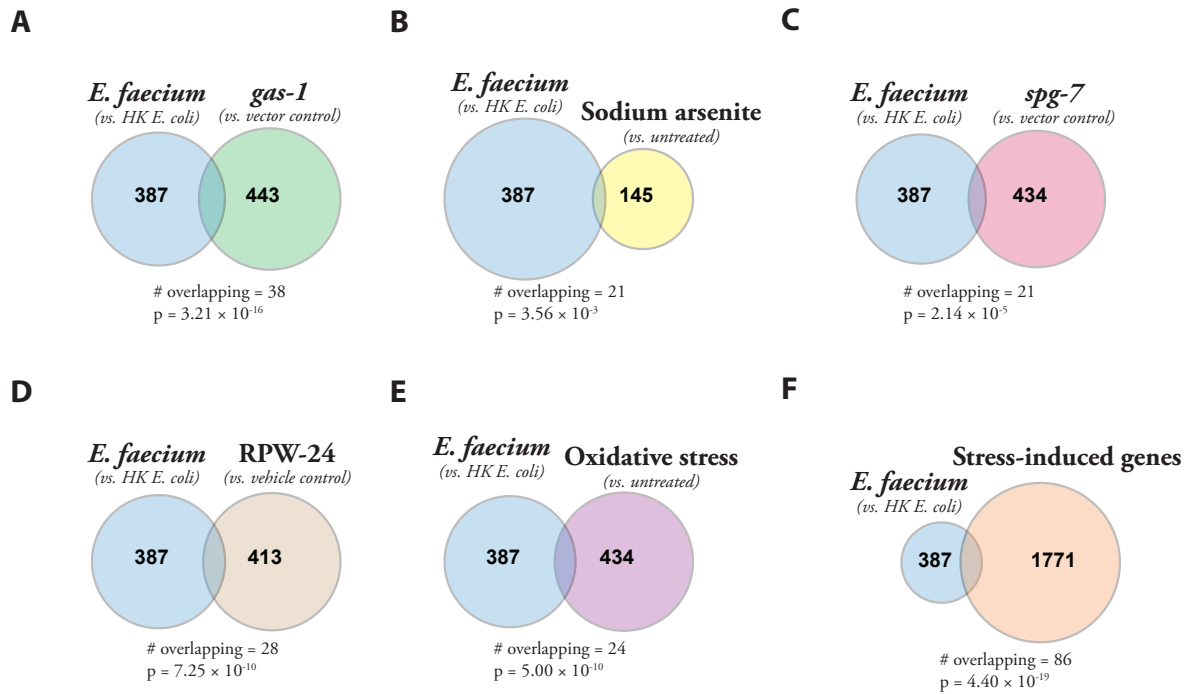 A
E. faecium
(vs. HK E. coli)
gas-1
(vs. vector control)
387
443
# overlapping = 38
p = 3.21 × 10-16
B
E. faecium
(vs. HK E. coli)
Sodium arsenite
(vs. untreated)
387
145
# overlapping = 21
p = 3.56 × 10-3
C
E. faecium
(vs. HK E. coli)
spg-7
(vs. vector control)
387
434
# overlapping = 21
p = 2.14 × 10-5
D
E. faecium
(vs. HK E. coli)
RPW-24
(vs. vehicle control)
387
413
# overlapping = 28
p = 7.25 × 10-10
E
E. faecium
(vs. HK E. coli)
Oxidative stress
(vs. untreated)
387
434
# overlapping = 24
p = 5.00 × 10-10
F
E. faecium
(vs. HK E. coli)
Stress-induced genes
387
1771
# overlapping = 86
p = 4.40 × 10-19